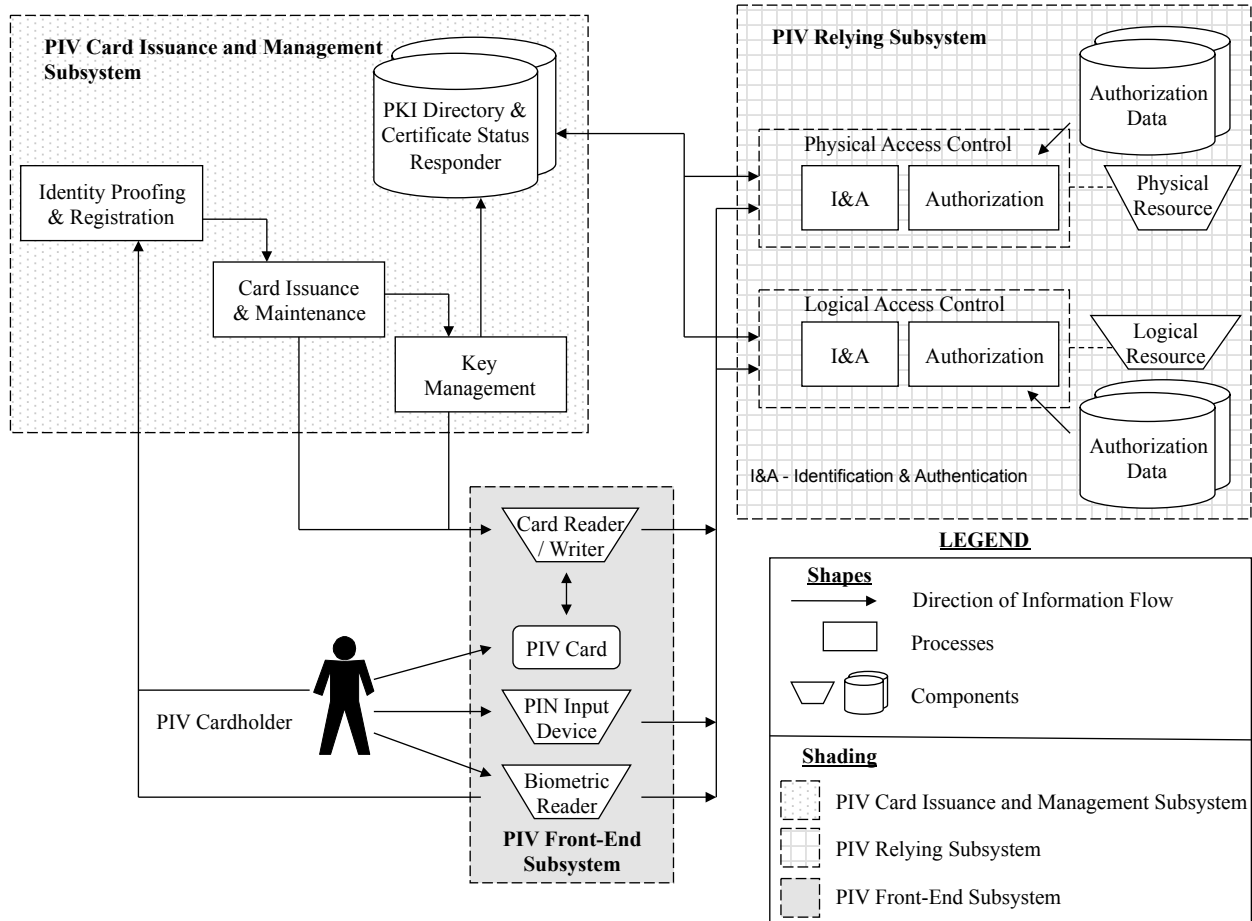 PIV Card Issuance and Management
Subsystem
PKI Directory &
Certificate Status
Responder
Identity Proofing
& Registration
Card Issuance
& Maintenance
Key
Management
PIV Relying Subsystem
Authorization
Data
Physical Access Control
I&A
Authorization
Physical
Resource
Logical Access Control
I&A
Authorization
Logical
Resource
Authorization
Data
I&A - Identification & Authentication
Card Reader
/ Writer
PIV Card
PIV Cardholder
PIN Input
Device
Biometric
Reader
PIV Front-End
Subsystem
LEGEND
Shapes
Direction of Information Flow
Processes
Components
Shading
PIV Card Issuance and Management Subsystem
PIV Relying Subsystem
PIV Front-End Subsystem